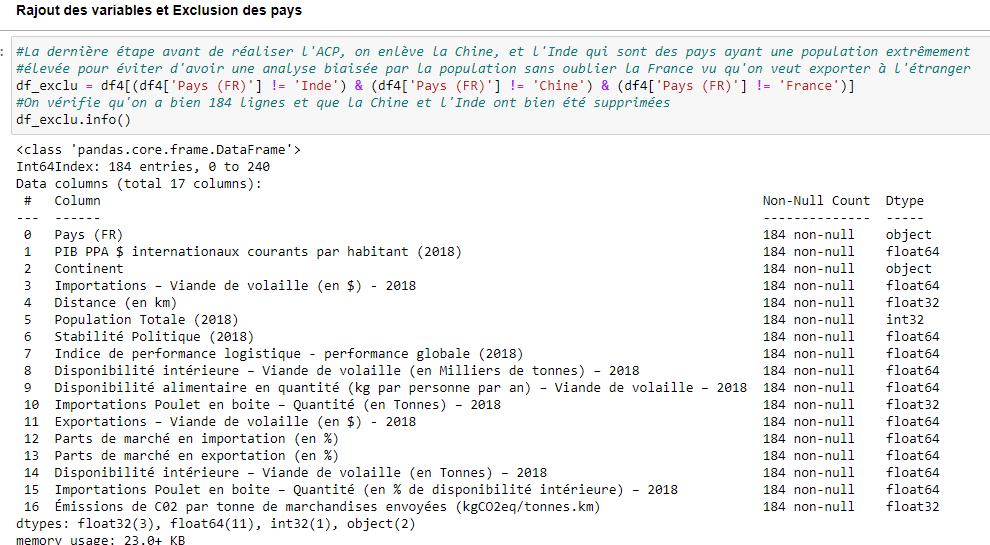 Rajout des variables et Exclusion des pays
: #La dernière étape avant de réaliser l'ACP, on enlève la Chine, et l'Inde qui sont des pays ayant une population extrêmement
#élevée pour éviter d'avoir une analyse biaisée par la population sans oublier la France vu qu'on veut exporter à l'étranger
df_exclu = df4[(df4['Pays (FR)'] != 'Inde') & (df4['Pays (FR)'] != 'Chine') & (df4['Pays (FR)'] != 'France')]
#On vérifie qu'on a bien 184 lignes et que la Chine et l'Inde ont bien été supprimées
df_exclu.info()
<class 'pandas.core.frame.DataFrame'>
Int64Index: 184 entries, 0 to 240
Data columns (total 17 columns):
 #   Column   Non-Null Count  Dtype
---  ------   --------------  -----
 0   Pays (FR)   184 non-null   object
 1   PIB PPA $ internationaux courants par habitant (2018)   184 non-null   float64
 2   Continent   184 non-null   object
 3   Importations – Viande de volaille (en $) - 2018   184 non-null   float64
 4   Distance (en km)   184 non-null   float32
 5   Population Totale (2018)   184 non-null   int32
 6   Stabilité Politique (2018)   184 non-null   float64
 7   Indice de performance logistique - performance globale (2018)   184 non-null   float64
 8   Disponibilité intérieure – Viande de volaille (en Milliers de tonnes) – 2018   184 non-null   float64
 9   Disponibilité alimentaire en quantité (kg par personne par an) – Viande de volaille – 2018   184 non-null   float64
 10  Importations Poulet en boite – Quantité (en Tonnes) – 2018   184 non-null   float32
 11  Exportations – Viande de volaille (en $) - 2018   184 non-null   float64
 12  Parts de marché en importation (en %)   184 non-null   float64
 13  Parts de marché en exportation (en %)   184 non-null   float64
 14  Disponibilité intérieure – Viande de volaille (en Tonnes) – 2018   184 non-null   float64
 15  Importations Poulet en boite – Quantité (en % de disponibilité intérieure) – 2018   184 non-null   float64
 16  Émissions de C02 par tonne de marchandises envoyées (kgCO2eq/tonnes.km)   184 non-null   float32
dtypes: float32(3), float64(11), int32(1), object(2)
memory usage: 23.0+ KB